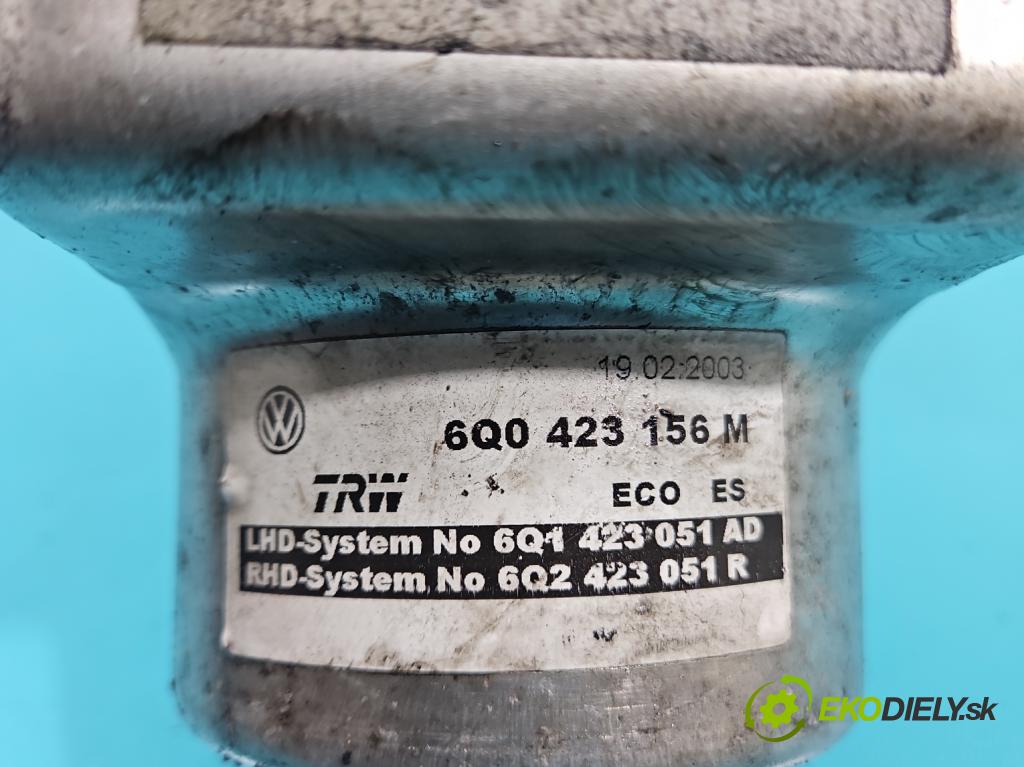 19.02.2003
6Q0 423 156 M
TRW
ECO ES
LHD-System No 6Q1 423 051 AD
RHD-System No 6Q2 423 051 R
EKODIELY.sk